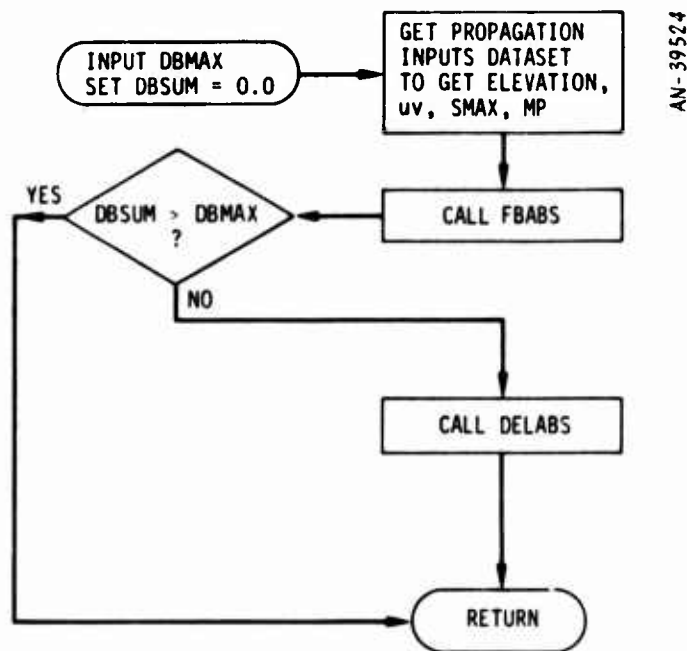 INPUT DBMAX
SET DBSUM = 0.0
GET PROPAGATION
INPUTS DATASET
TO GET ELEVATION,
uv, SMAX, MP
AN-39524
YES
DBSUM > DBMAX
?
CALL FBABS
NO
CALL DELABS
RETURN